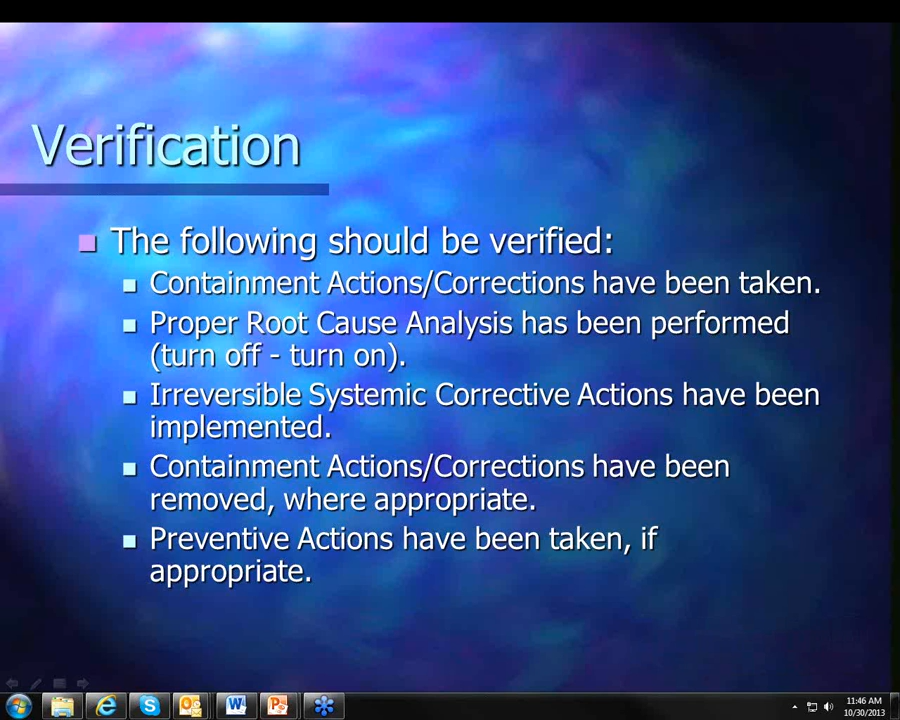 Verification
The following should be verified:
Containment Actions/Corrections have been taken.
Proper Root Cause Analysis has been performed
(turn off - turn on).
Irreversible Systemic Corrective Actions have been
implemented.
Containment Actions/Corrections have been
removed, where appropriate.
Preventive Actions have been taken, if
appropriate.
11:46 AM
10/30/2013